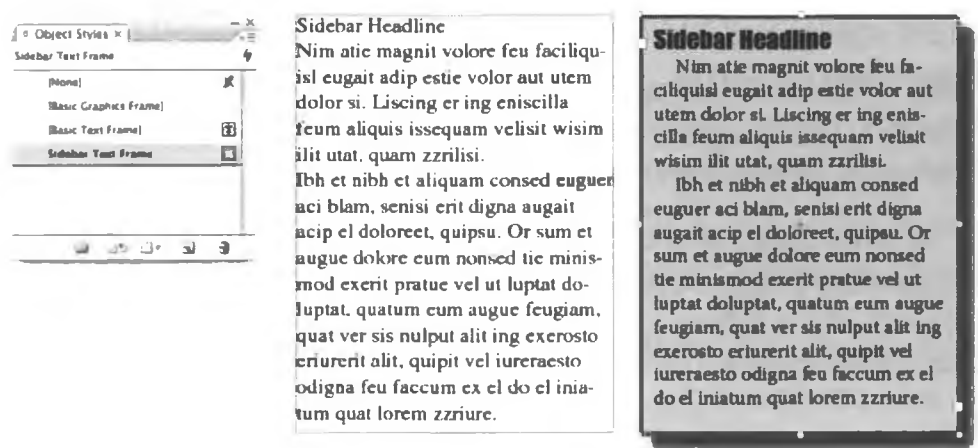 Object Styles ×
Sidebar Text Frame
[None]
[Basic Graphics Frame]
[Basic Text Frame]
Sidebar Text Frame
Sidebar Headline
Nim atie magnit volore feu faciliqu-
isl eugait adip estie volor aut utem
dolor si. Liscing er ing eniscilla
feum aliquis issequam velisit wisim
ilit utat, quam zzrilisi.
Ibh et nibh et aliquam consed euguer
aci blam, senisi erit digna augait
acip el doloreet, quipsu. Or sum et
augue dolore eum nonsed tie minis-
mod exerit pratue vel ut luptat do-
luptat, quatum eum augue feugiam,
quat ver sis nulput alit ing exerosto
eriurerit alit, quipit vel iureraesto
odigna feu faccum ex el do el inia-
tum quat lorem zzriure.
Sidebar Headline
Nim atie magnit volore feu fa-
ciliquisl eugait adip estie volor aut
utem dolor si. Liscing er ing enis-
cilla feum aliquis issequam velisit
wisim ilit utat, quam zzrilisi.
Ibh et nibh et aliquam consed
euguer aci blam, senisi erit digna
augait acip el doloreet, quipsu. Or
sum et augue dolore eum nonsed
tie minismod exerit pratue vel ut
luptat doluptat, quatum eum augue
feugiam, quat ver sis nulput alit ing
exerosto eriurerit alit, quipit vel
iureraesto odigna feu faccum ex el
do el iniatum quat lorem zzriure.